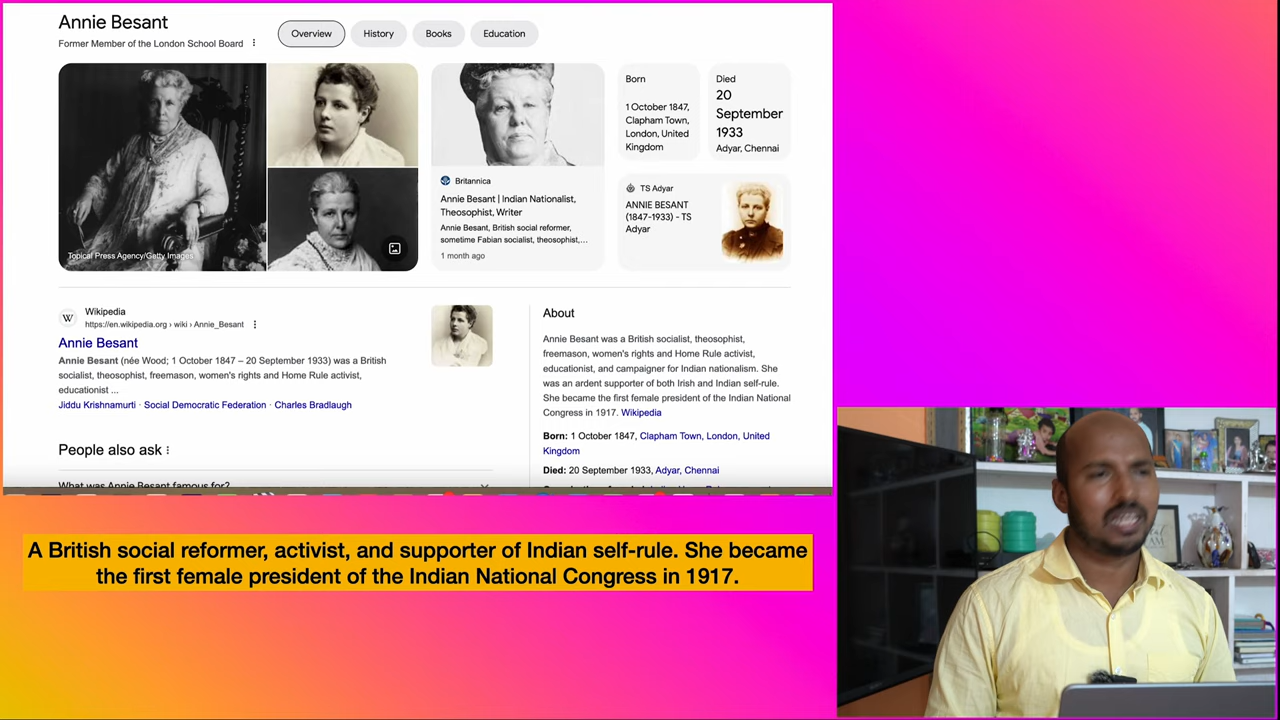 Annie Besant
Former Member of the London School Board
Overview
History
Books
Education
Topical Press Agency/Getty Images
Britannica
Annie Besant | Indian Nationalist,
Theosophist, Writer
Annie Besant, British social reformer,
sometime Fabian socialist, theosophist,...
1 month ago
Born
1 October 1847,
Clapham Town,
London, United
Kingdom
Died
20
September
1933
Adyar, Chennai
TS Adyar
ANNIE BESANT
(1847-1933) - TS
Adyar
W
Wikipedia
https://en.wikipedia.org › wiki › Annie_Besant
Annie Besant
Annie Besant (née Wood; 1 October 1847 – 20 September 1933) was a British
socialist, theosophist, freemason, women's rights and Home Rule activist,
educationist ...
Jiddu Krishnamurti · Social Democratic Federation · Charles Bradlaugh
People also ask
What was Annie Besant famous for?
About
Annie Besant was a British socialist, theosophist,
freemason, women's rights and Home Rule activist,
educationist, and campaigner for Indian nationalism. She
was an ardent supporter of both Irish and Indian self-rule.
She became the first female president of the Indian National
Congress in 1917. Wikipedia
Born: 1 October 1847, Clapham Town, London, United
Kingdom
Died: 20 September 1933, Adyar, Chennai
A British social reformer, activist, and supporter of Indian self-rule. She became
the first female president of the Indian National Congress in 1917.